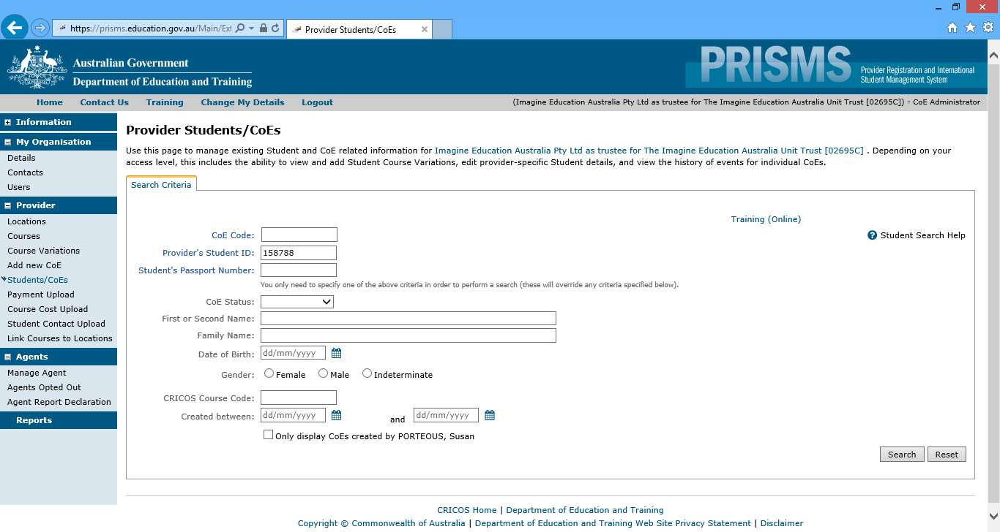 https://prisms.education.gov.au/Main/Ext
Provider Students/CoEs
Australian Government
Department of Education and Training
PRISMS
Provider Registration and International
Student Management System
Home Contact Us Training Change My Details Logout
(Imagine Education Australia Pty Ltd as trustee for The Imagine Education Australia Unit Trust [02695C]) - CoE Administrator
Information
My Organisation
Details
Contacts
Users
Provider
Locations
Courses
Course Variations
Add new CoE
Students/CoEs
Payment Upload
Course Cost Upload
Student Contact Upload
Link Courses to Locations
Agents
Manage Agent
Agents Opted Out
Agent Report Declaration
Reports
Provider Students/CoEs
Use this page to manage existing Student and CoE related information for Imagine Education Australia Pty Ltd as trustee for The Imagine Education Australia Unit Trust [02695C] . Depending on your
access level, this includes the ability to view and add Student Course Variations, edit provider-specific Student details, and view the history of events for individual CoEs.
Search Criteria
Training (Online)
CoE Code:
Student Search Help
Provider's Student ID: 158788
Student's Passport Number:
You only need to specify one of the above criteria in order to perform a search (these will override any criteria specified below).
CoE Status:
First or Second Name:
Family Name:
Date of Birth: dd/mm/yyyy
Gender: Female Male Indeterminate
CRICOS Course Code:
Created between: dd/mm/yyyy and dd/mm/yyyy
Only display CoEs created by PORTEOUS, Susan
Search Reset
CRICOS Home | Department of Education and Training
Copyright © Commonwealth of Australia | Department of Education and Training Web Site Privacy Statement | Disclaimer